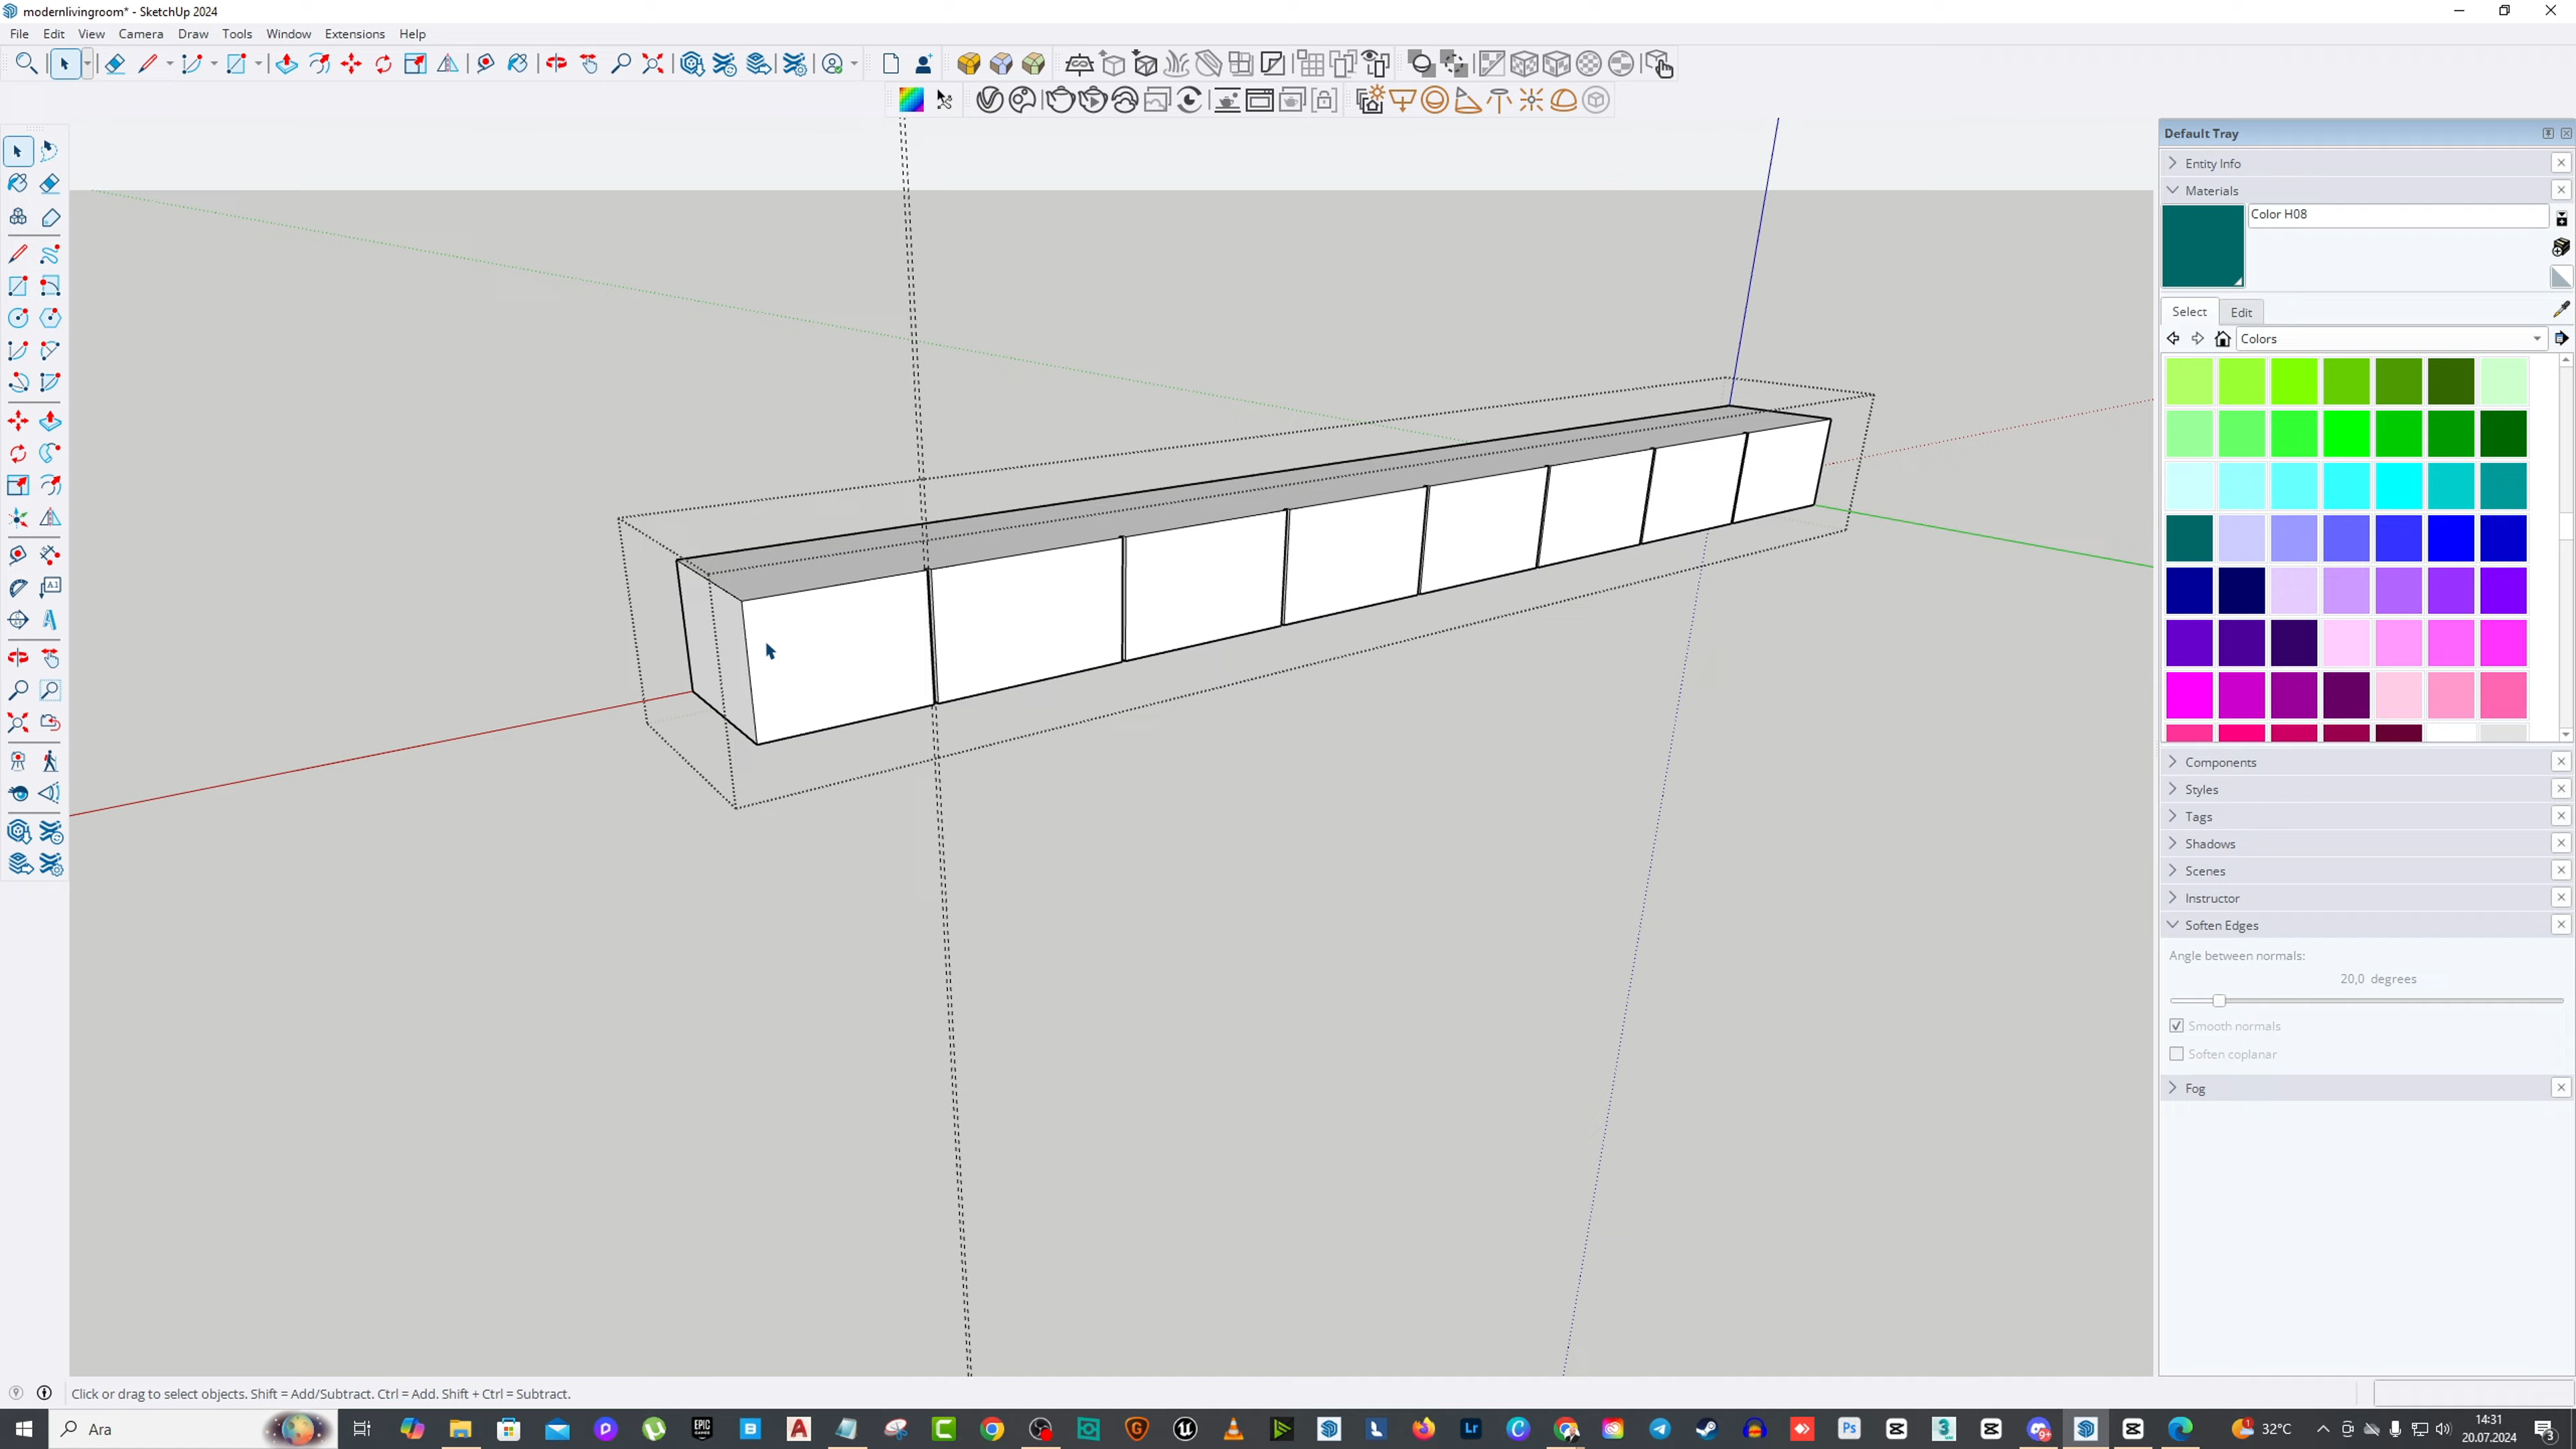 modernlivingroom* - SketchUp 2024
File Edit View Camera Draw Tools Window Extensions Help
Default Tray
Entity Info
Materials
Color H08
Select Edit
Colors
Components
Styles
Tags
Shadows
Scenes
Instructor
Soften Edges
Angle between normals:
20,0 degrees
Smooth normals
Soften coplanar
Fog
Click or drag to select objects. Shift = Add/Subtract. Ctrl = Add. Shift + Ctrl = Subtract.
Ara
32°C
14:31
20.07.2024